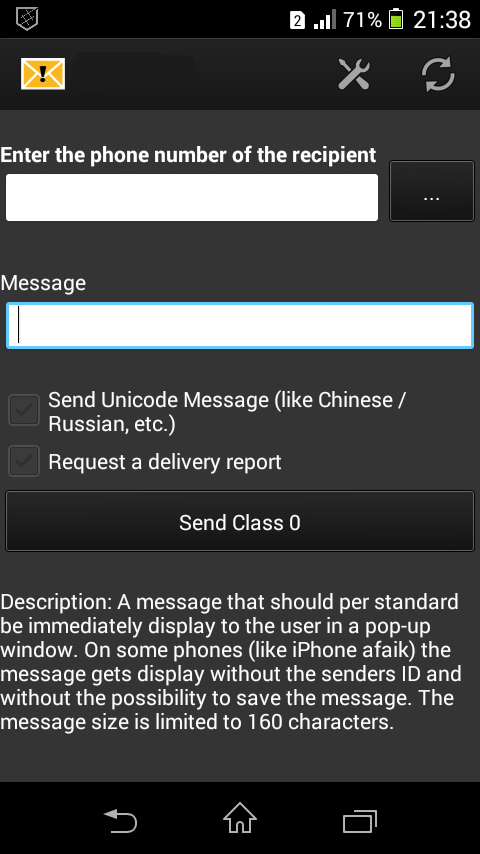 2 71% 21:38
Enter the phone number of the recipient
...
Message
Send Unicode Message (like Chinese /
Russian, etc.)
Request a delivery report
Send Class 0
Description: A message that should per standard
be immediately display to the user in a pop-up
window. On some phones (like iPhone afaik) the
message gets display without the senders ID and
without the possibility to save the message. The
message size is limited to 160 characters.